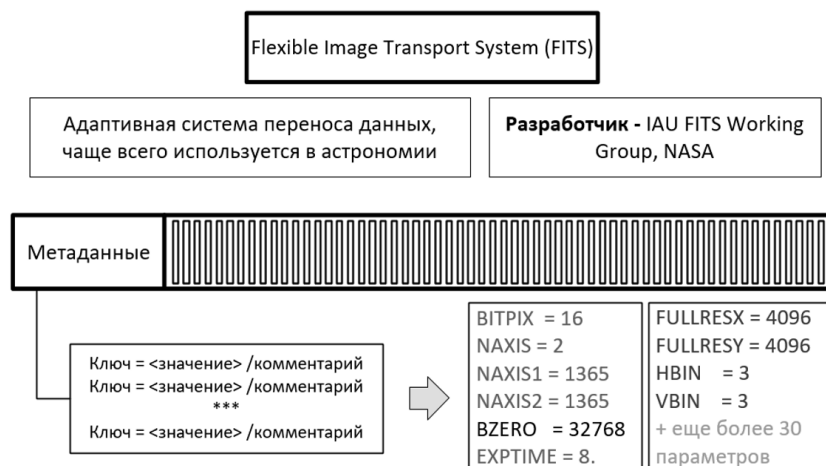 Flexible Image Transport System (FITS)
Адаптивная система переноса данных,
чаще всего используется в астрономии
Разработчик - IAU FITS Working
Group, NASA
Метаданные
Ключ = <значение> /комментарий
Ключ = <значение> /комментарий
***
Ключ = <значение> /комментарий
BITPIX = 16
NAXIS = 2
NAXIS1 = 1365
NAXIS2 = 1365
BZERO = 32768
EXPTIME = 8.
FULLRESX = 4096
FULLRESY = 4096
HBIN = 3
VBIN = 3
+ еще более 30
параметров